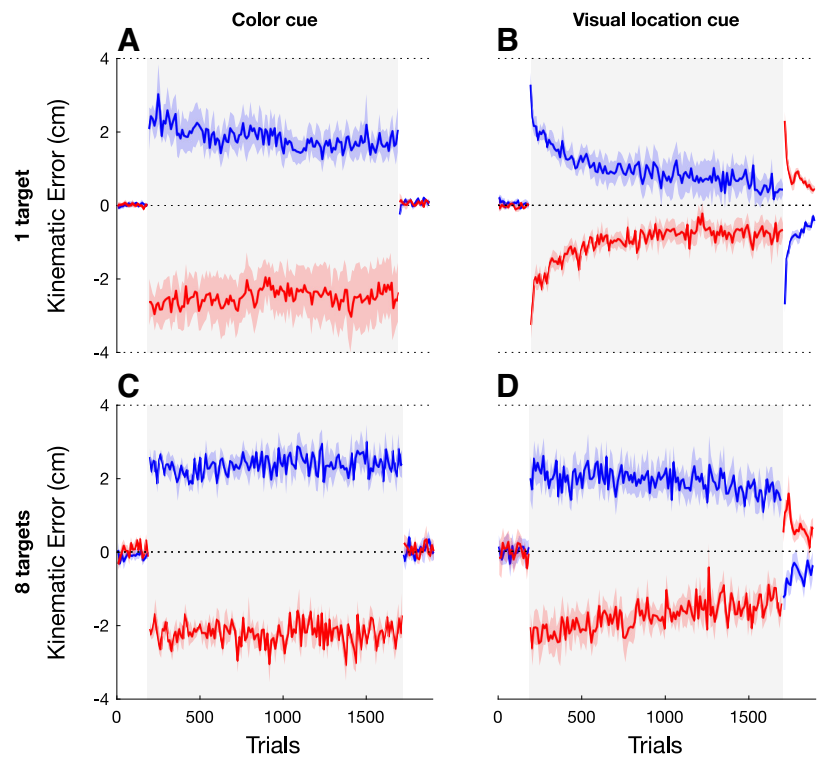 Color cue
Visual location cue
A
B
1 target
Kinematic Error (cm)
4
2
0
-2
-4
C
D
8 targets
Kinematic Error (cm)
4
2
0
-2
-4
0
500
1000
1500
Trials
0
500
1000
1500
Trials